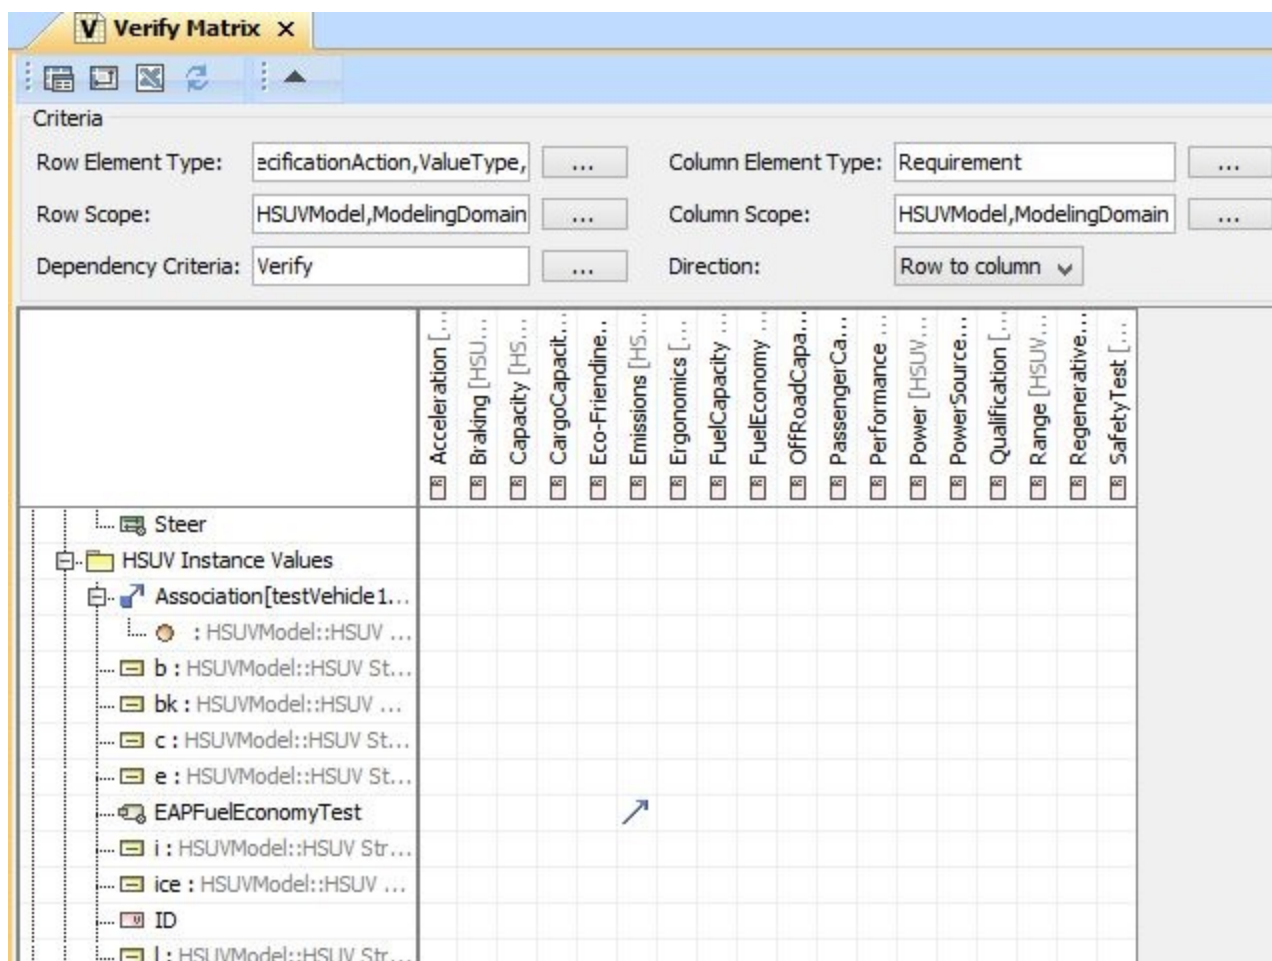 Verify Matrix
Criteria
Row Element Type: ecificationAction,ValueType, ... Column Element Type: Requirement ...
Row Scope: HSUVModel,ModelingDomain ... Column Scope: HSUVModel,ModelingDomain ...
Dependency Criteria: Verify ... Direction: Row to column
Acceleration [...
Braking [HSU...
Capacity [HS...
CargoCapacit...
Eco-Friendine..
Emissions [HS...
Ergonomics [...
FuelCapacity ...
FuelEconomy ...
OffRoadCapa...
PassengerCa...
Performance ...
Power [HSUV...
PowerSource...
Qualification [...
Range [HSUV...
Regenerative...
SafetyTest [...
Steer
HSUV Instance Values
Association[testVehicle1...
: HSUVModel::HSUV ...
b : HSUVModel::HSUV St...
bk : HSUVModel::HSUV ...
c : HSUVModel::HSUV St...
e : HSUVModel::HSUV St...
EAPFuelEconomyTest
i : HSUVModel::HSUV Str...
ice : HSUVModel::HSUV ...
ID
l : HSUVModel::HSUV Str...